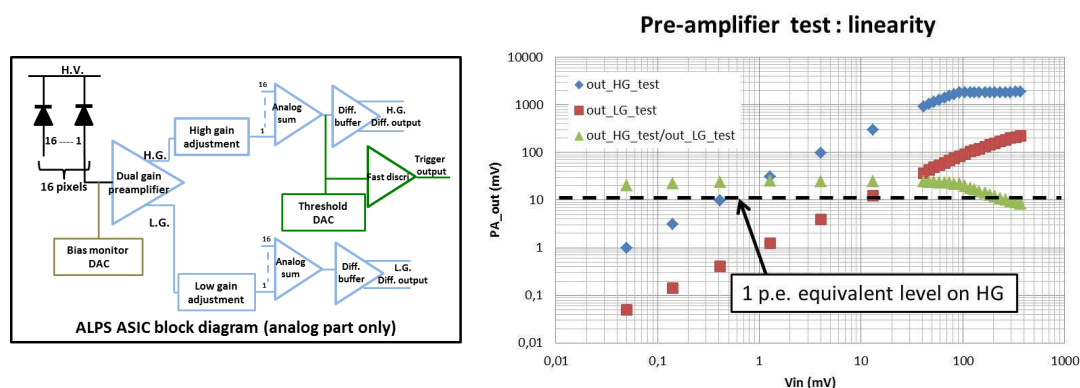 H.V.
16 ---- 1
16 pixels
Dual gain
preamplifier
H.G.
L.G.
Bias monitor
DAC
High gain
adjustment
16
1
Analog
sum
Diff.
buffer
H.G.
Diff. output
Fast discri
Trigger
output
Threshold
DAC
Low gain
adjustment
16
1
Analog
sum
Diff.
buffer
L.G.
Diff. output
ALPS ASIC block diagram (analog part only)
Pre-amplifier test : linearity
PA_out (mV)
10000
1000
100
10
1
0,1
0,01
out_HG_test
out_LG_test
out_HG_test/out_LG_test
1 p.e. equivalent level on HG
0,01
0,1
1
10
100
1000
Vin (mV)